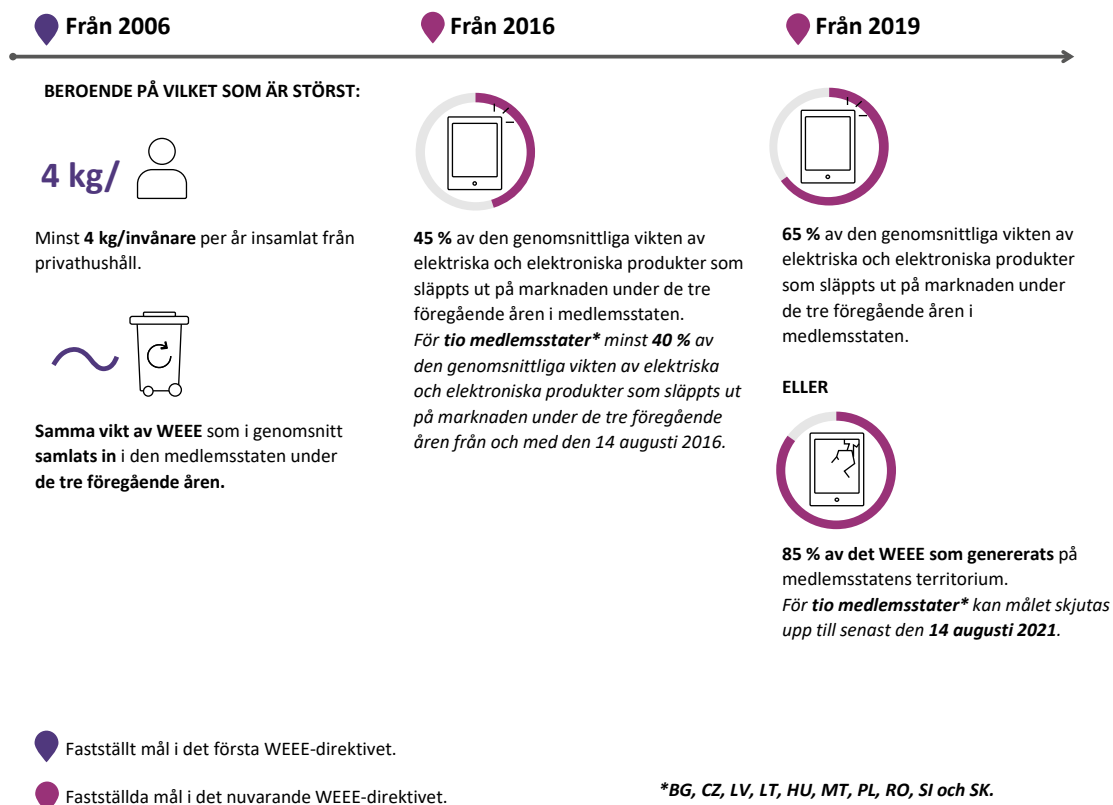 Från 2006
Från 2016
Från 2019
BEROENDE PÅ VILKET SOM ÄR STÖRST:
4 kg/
Minst 4 kg/invånare per år insamlat från
privathushåll.
Samma vikt av WEEE som i genomsnitt
samlats in i den medlemsstaten under
de tre föregående åren.
45 % av den genomsnittliga vikten av
elektriska och elektroniska produkter som
släppts ut på marknaden under de tre
föregående åren i medlemsstaten.
För tio medlemsstater* minst 40 % av
den genomsnittliga vikten av elektriska
och elektroniska produkter som släppts ut
på marknaden under de tre föregående
åren från och med den 14 augusti 2016.
65 % av den genomsnittliga vikten av
elektriska och elektroniska produkter
som släppts ut på marknaden under
de tre föregående åren i
medlemsstaten.
ELLER
85 % av det WEEE som genererats på
medlemsstatens territorium.
För tio medlemsstater* kan målet skjutas
upp till senast den 14 augusti 2021.
Fastställt mål i det första WEEE-direktivet.
Fastställda mål i det nuvarande WEEE-direktivet.
*BG, CZ, LV, LT, HU, MT, PL, RO, SI och SK.